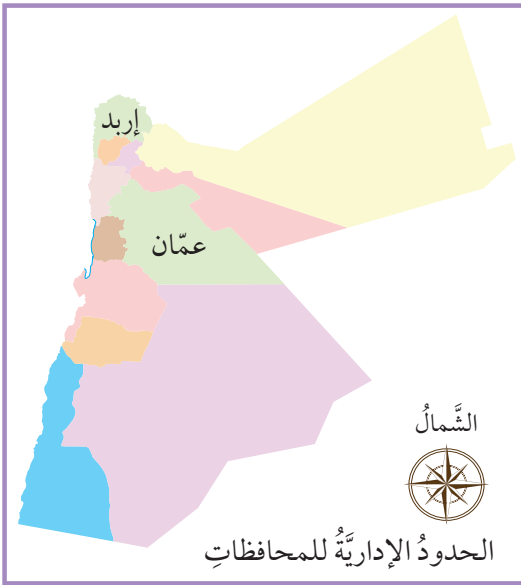 إربد
عمّان
الشَّمالُ
الحدودُ الإداريَّةُ للمحافظاتِ